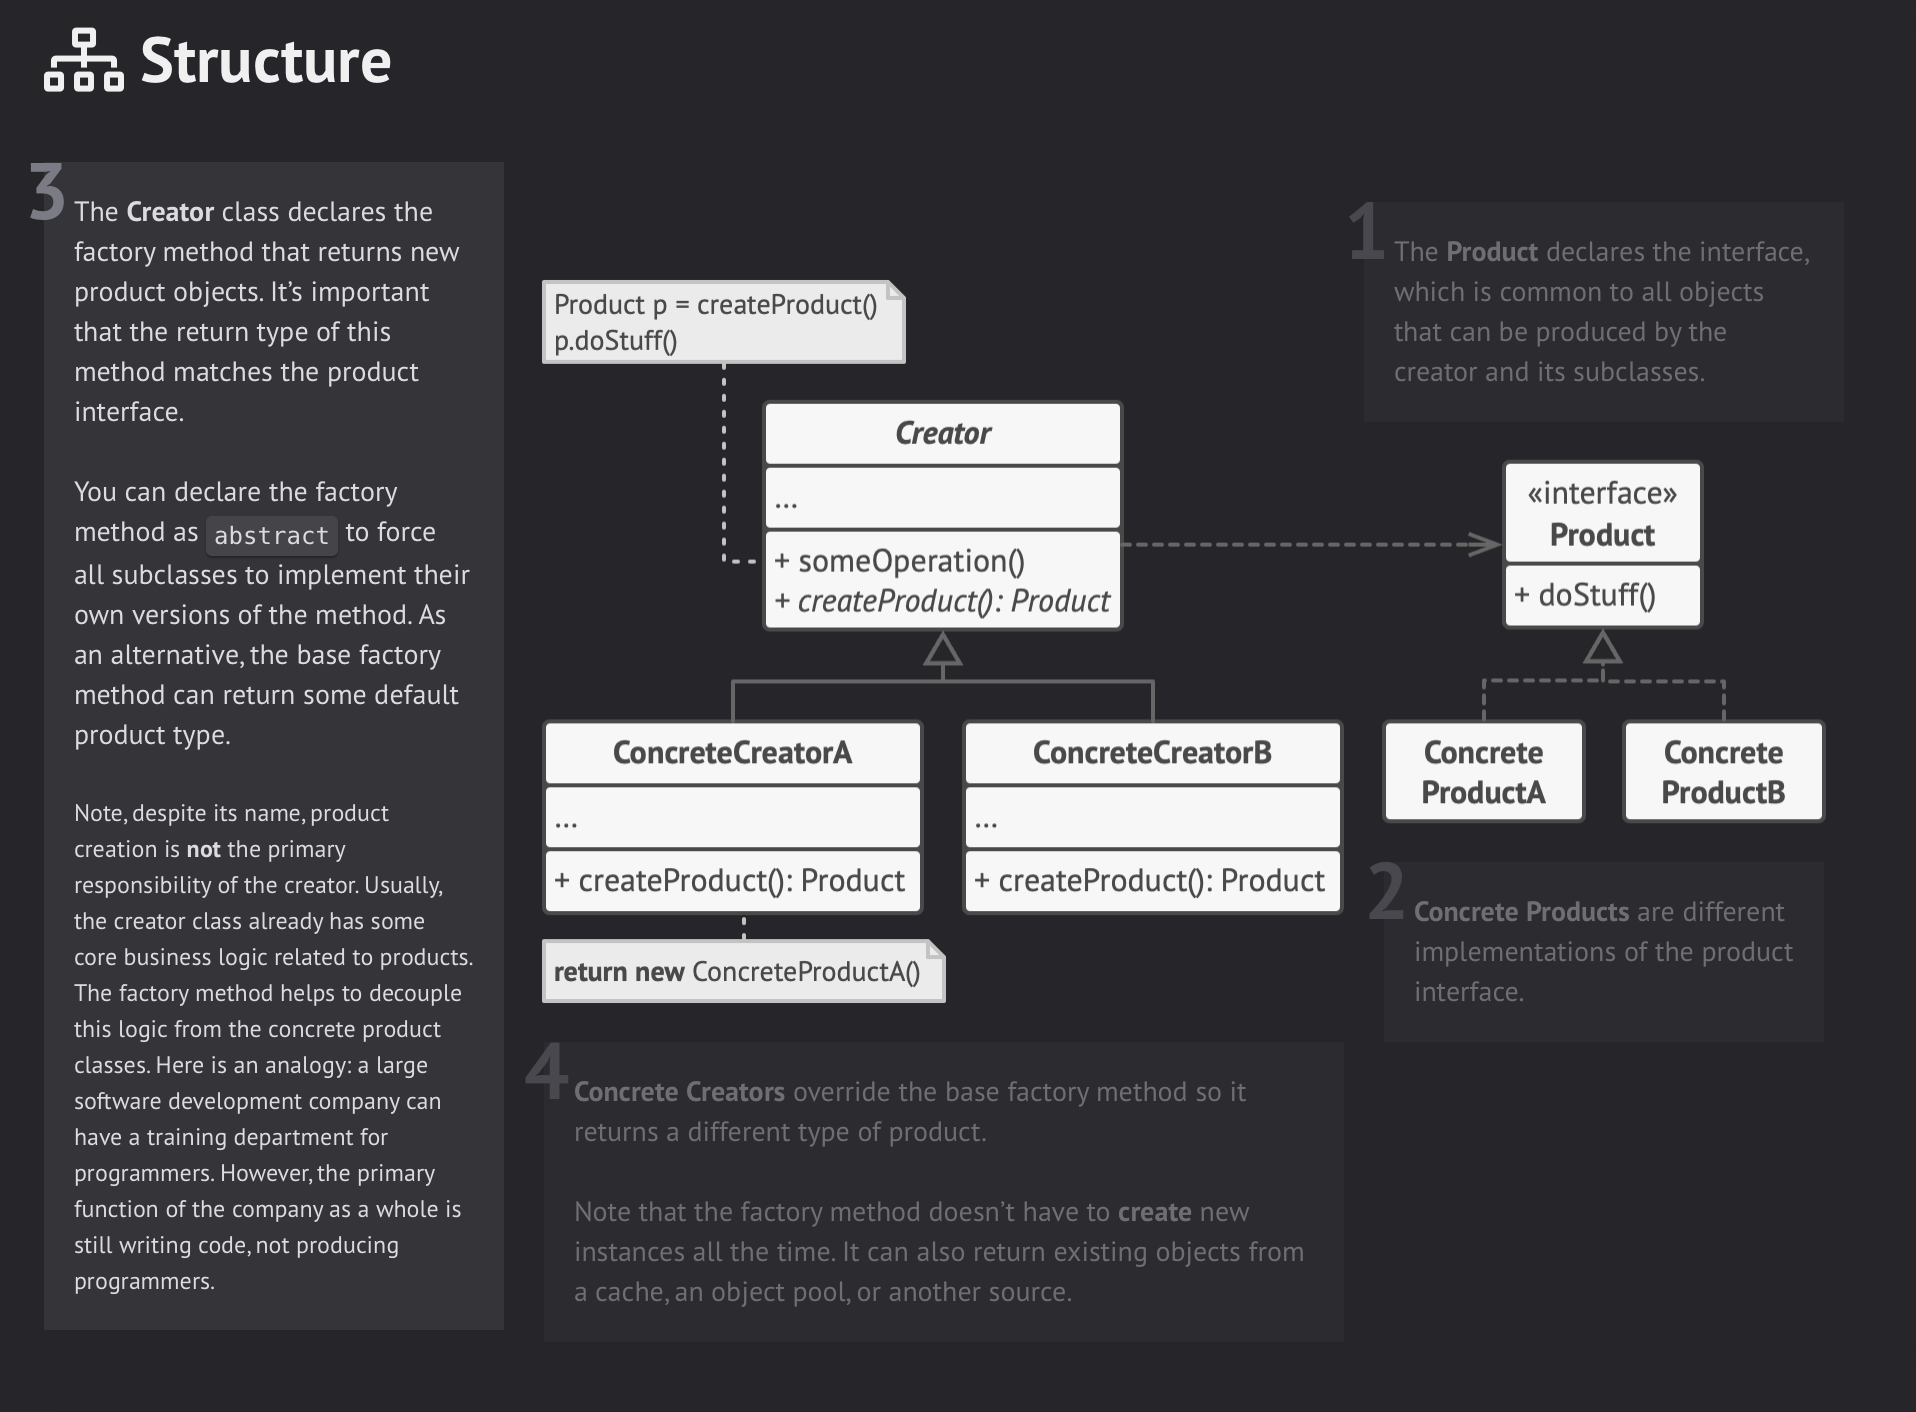 Structure
3
The Creator class declares the
factory method that returns new
product objects. It’s important
that the return type of this
method matches the product
interface.
You can declare the factory
method as abstract to force
all subclasses to implement their
own versions of the method. As
an alternative, the base factory
method can return some default
product type.
Note, despite its name, product
creation is not the primary
responsibility of the creator. Usually,
the creator class already has some
core business logic related to products.
The factory method helps to decouple
this logic from the concrete product
classes. Here is an analogy: a large
software development company can
have a training department for
programmers. However, the primary
function of the company as a whole is
still writing code, not producing
programmers.
Product p = createProduct()
p.doStuff()
Creator
...
+ someOperation()
+ createProduct(): Product
ConcreteCreatorA
...
+ createProduct(): Product
return new ConcreteProductA()
ConcreteCreatorB
...
+ createProduct(): Product
1
The Product declares the interface,
which is common to all objects
that can be produced by the
creator and its subclasses.
«interface»
Product
+ doStuff()
Concrete
ProductA
Concrete
ProductB
2
Concrete Products are different
implementations of the product
interface.
4
Concrete Creators override the base factory method so it
returns a different type of product.
Note that the factory method doesn’t have to create new
instances all the time. It can also return existing objects from
a cache, an object pool, or another source.